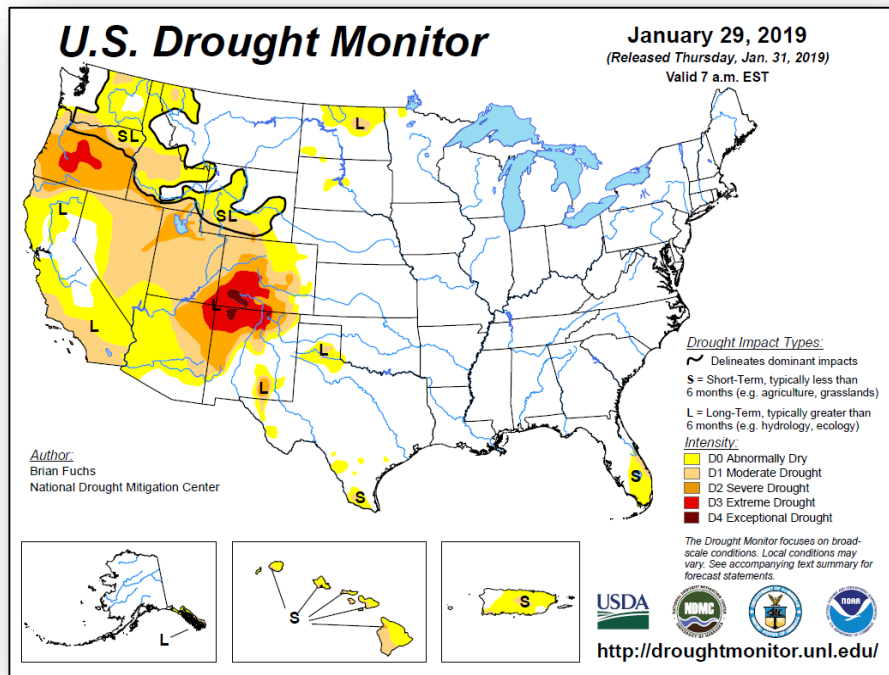 U.S. Drought Monitor
January 29, 2019
(Released Thursday, Jan. 31, 2019)
Valid 7 a.m. EST
L
SL
L
SL
L
L
L
L
S
S
Drought Impact Types:
Delineates dominant impacts
S = Short-Term, typically less than
6 months (e.g. agriculture, grasslands)
L = Long-Term, typically greater than
6 months (e.g. hydrology, ecology)
Intensity:
D0 Abnormally Dry
D1 Moderate Drought
D2 Severe Drought
D3 Extreme Drought
D4 Exceptional Drought
Author:
Brian Fuchs
National Drought Mitigation Center
The Drought Monitor focuses on broad-
scale conditions. Local conditions may
vary. See accompanying text summary for
forecast statements.
L
S
S
USDA
NDMC
NOAA
http://droughtmonitor.unl.edu/